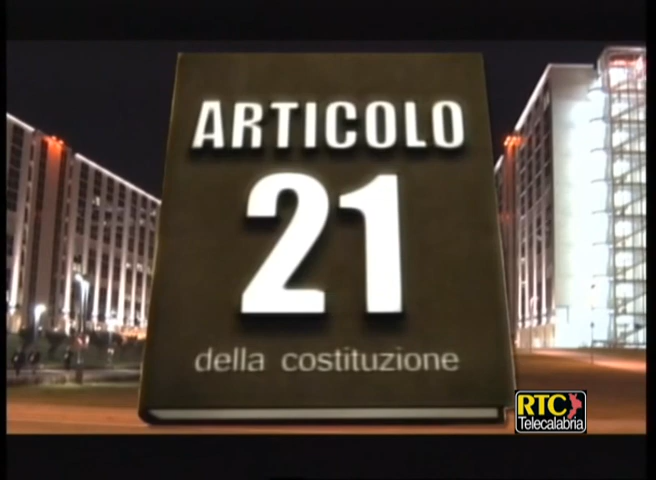 ARTICOLO
21
della costituzione
RTC
Telecalabria